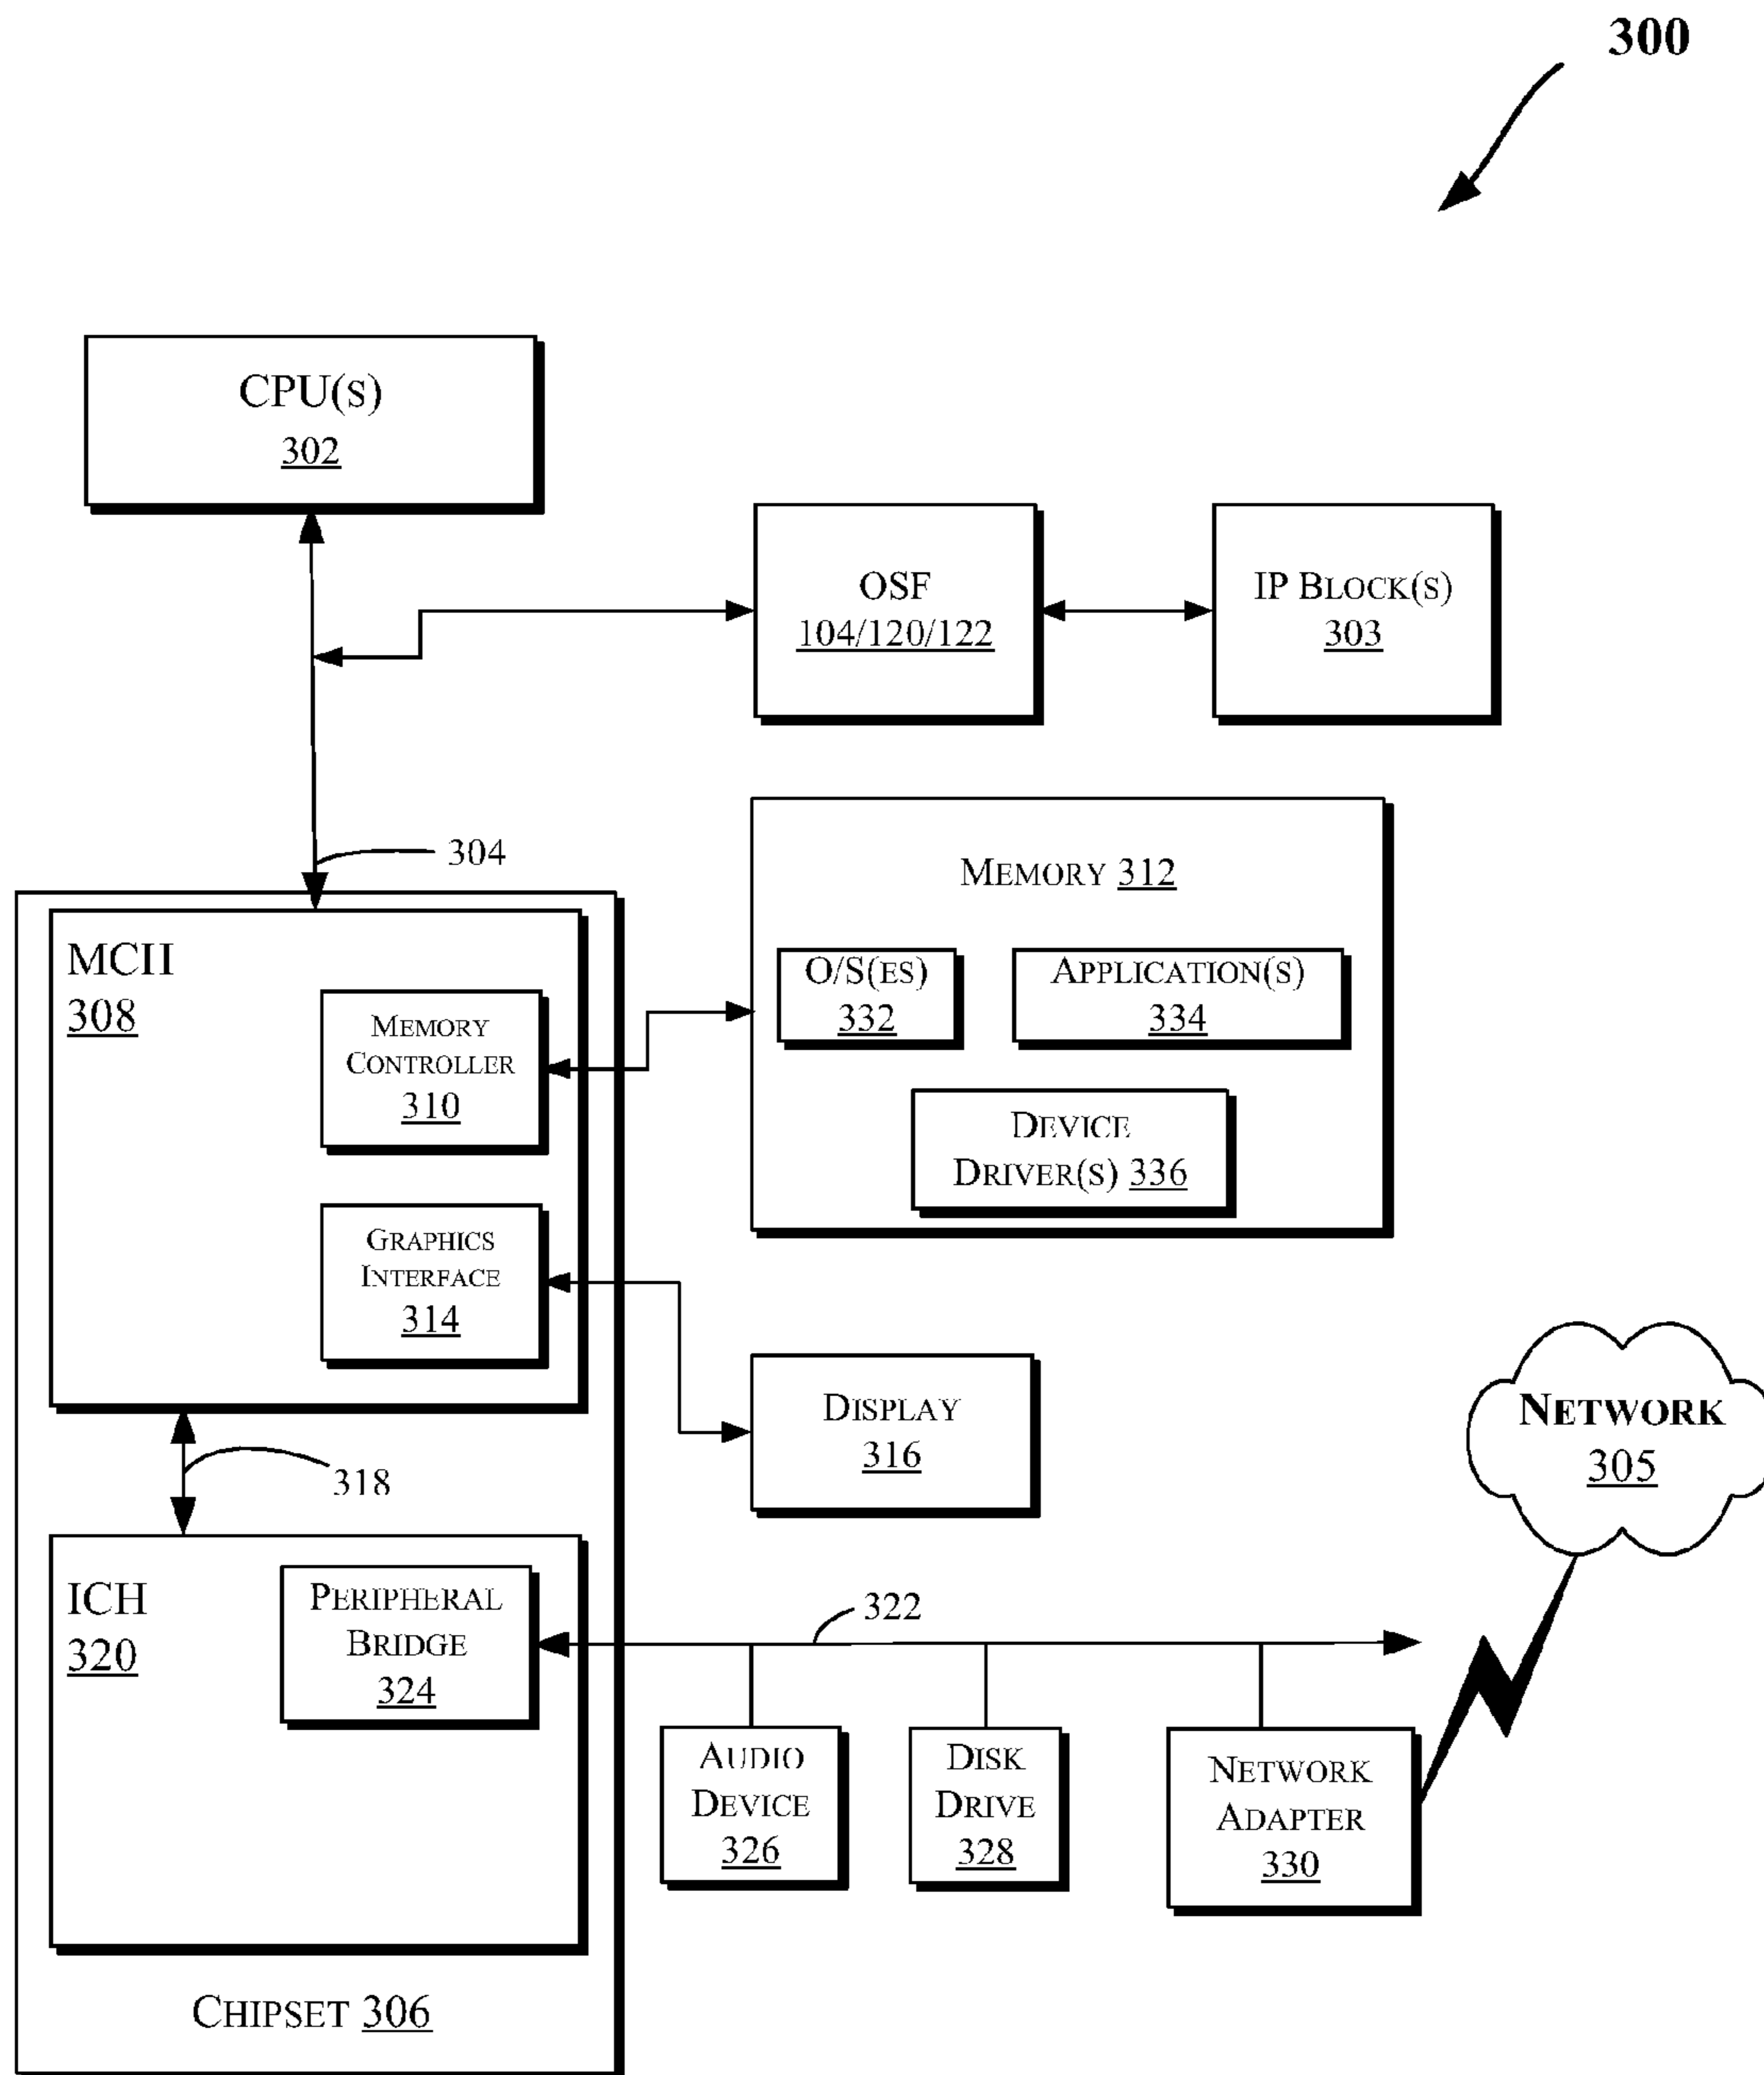 300
CPU(s)
302
OSF
104/120/122
IP Block(s)
303
304
Memory 312
O/S(es)
332
Application(s)
334
Device
Driver(s) 336
MCH
308
Memory
Controller
310
Graphics
Interface
314
Display
316
318
Network
305
ICH
320
Peripheral
Bridge
324
322
Audio
Device
326
Disk
Drive
328
Network
Adapter
330
Chipset 306